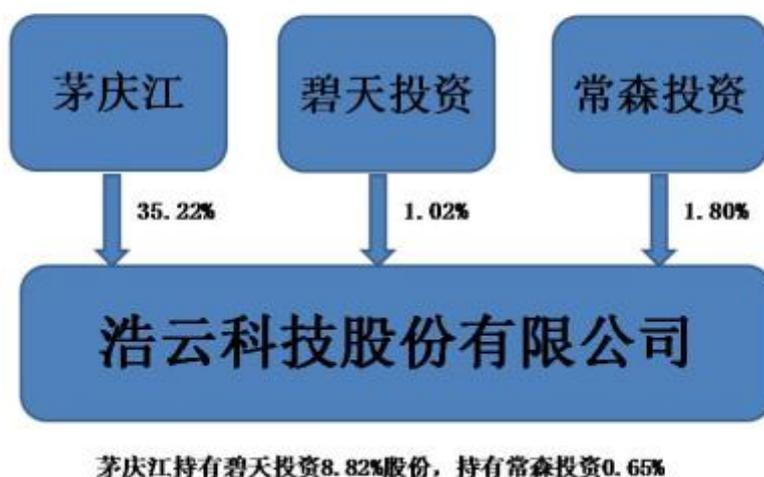 茅庆江 碧天投资 常森投资
35.22% 1.02% 1.80%
浩云科技股份有限公司
茅庆江持有碧天投资8.82%股份，持有常森投资0.65%